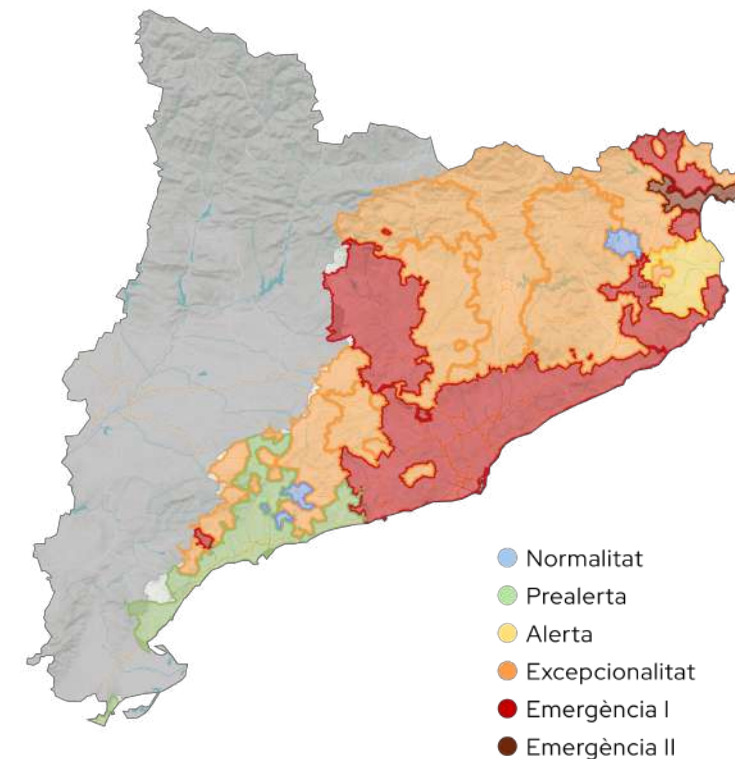 Normalitat
Prealerta
Alerta
Excepcionalitat
Emergència I
Emergència II